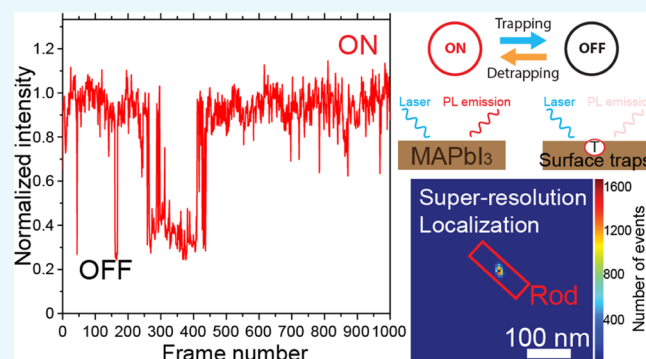 Normalized intensity
1.2
1.0
0.8
0.6
0.4
0.2
0
ON
OFF
0 100 200 300 400 500 600 700 800 900 1000
Frame number
Trapping
ON
OFF
Detrapping
Laser
PL emission
Laser
PL emission
MAPbI₃
T
Surface traps
Super-resolution
Localization
Rod
100 nm
1600
1200
800
400
Number of events